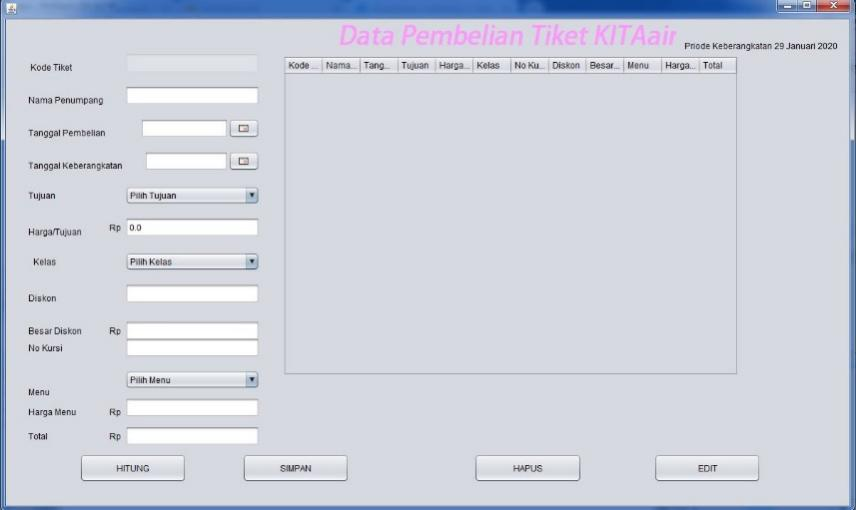 Data Pembelian Tiket KITAair
Priode Keberangkatan 29 Januari 2020
Kode Tiket
Nama Penumpang
Tanggal Pembelian
Tanggal Keberangkatan
Tujuan Pilih Tujuan
Harga/Tujuan Rp 0.0
Kelas Pilih Kelas
Diskon
Besar Diskon Rp
No Kursi
Pilih Menu
Menu
Harga Menu Rp
Total Rp
Kode ... Nama... Tang... Tujuan Harga... Kelas No Ku... Diskon Besar... Menu Harga... Total
HITUNG SIMPAN HAPUS EDIT